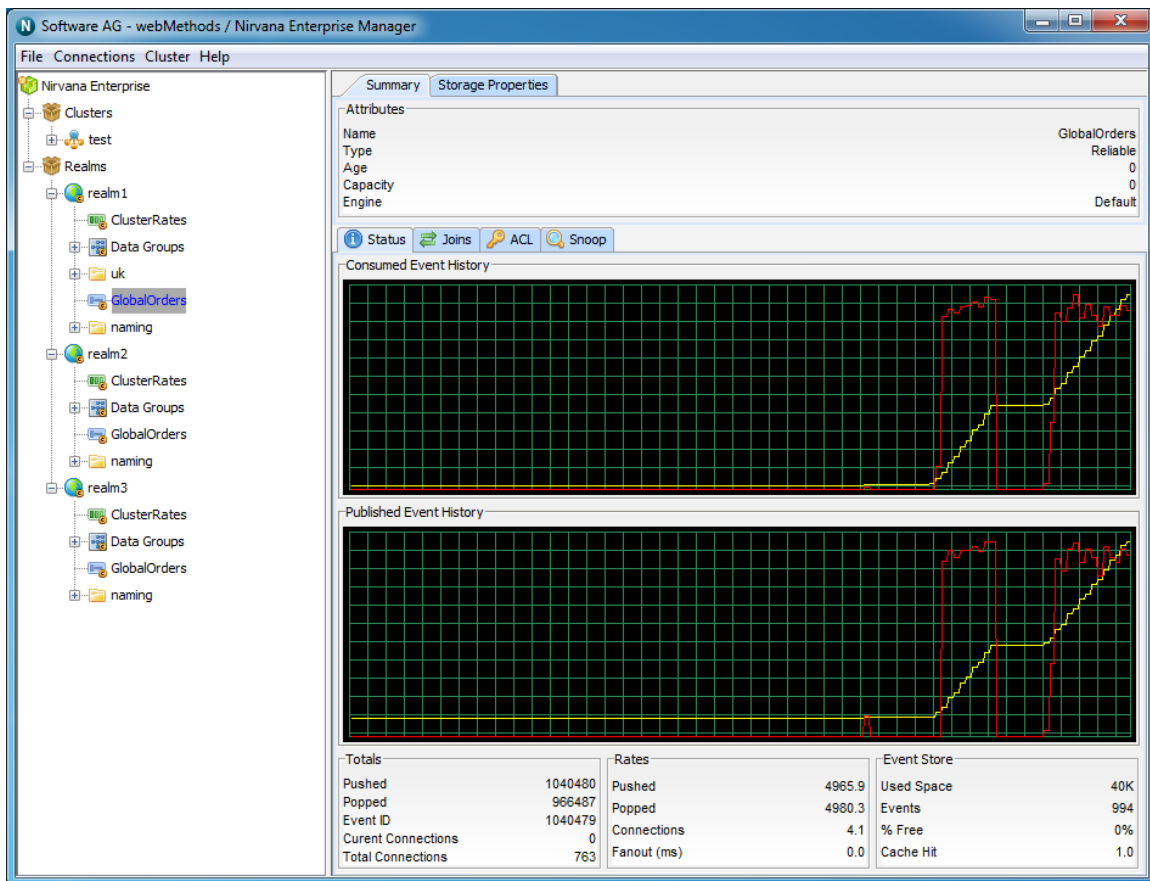 Software AG - webMethods / Nirvana Enterprise Manager
File Connections Cluster Help
Nirvana Enterprise
Clusters
test
Realms
realm1
ClusterRates
Data Groups
uk
GlobalOrders
naming
realm2
ClusterRates
Data Groups
GlobalOrders
naming
realm3
ClusterRates
Data Groups
GlobalOrders
naming
Summary Storage Properties
Attributes
Name GlobalOrders
Type Reliable
Age 0
Capacity 0
Engine Default
Status Joins ACL Snoop
Consumed Event History
Published Event History
Totals
Pushed 1040480
Popped 966487
Event ID 1040479
Curent Connections 0
Total Connections 763
Rates
Pushed 4965.9
Popped 4980.3
Connections 4.1
Fanout (ms) 0.0
Event Store
Used Space 40K
Events 994
% Free 0%
Cache Hit 1.0